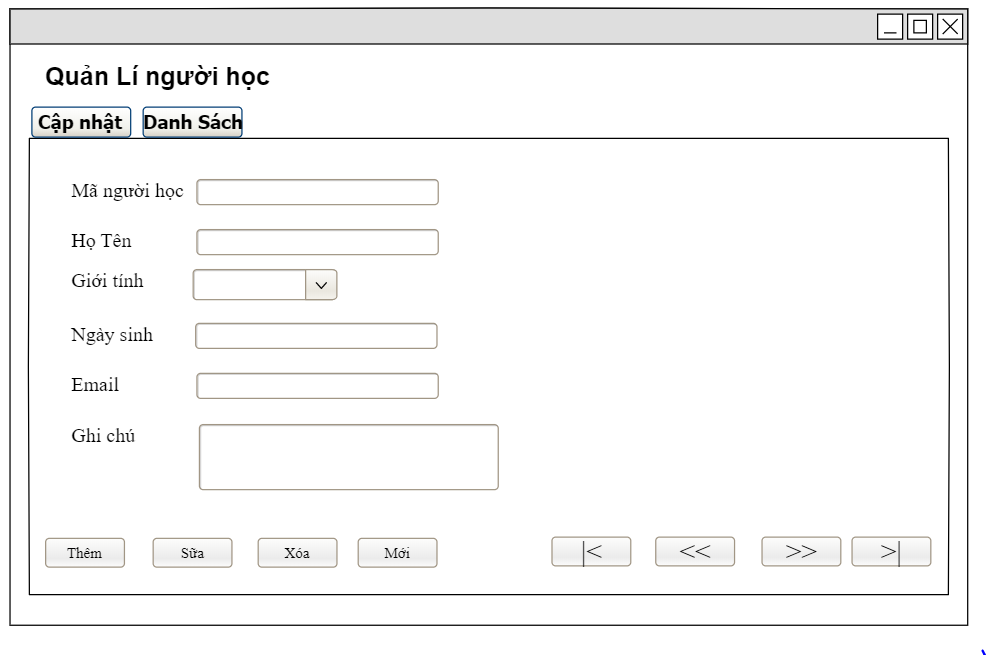 Quản Lí người học
Cập nhật Danh Sách
Mã người học
Họ Tên
Giới tính
Ngày sinh
Email
Ghi chú
Thêm Sữa Xóa Mới |< << >> >|